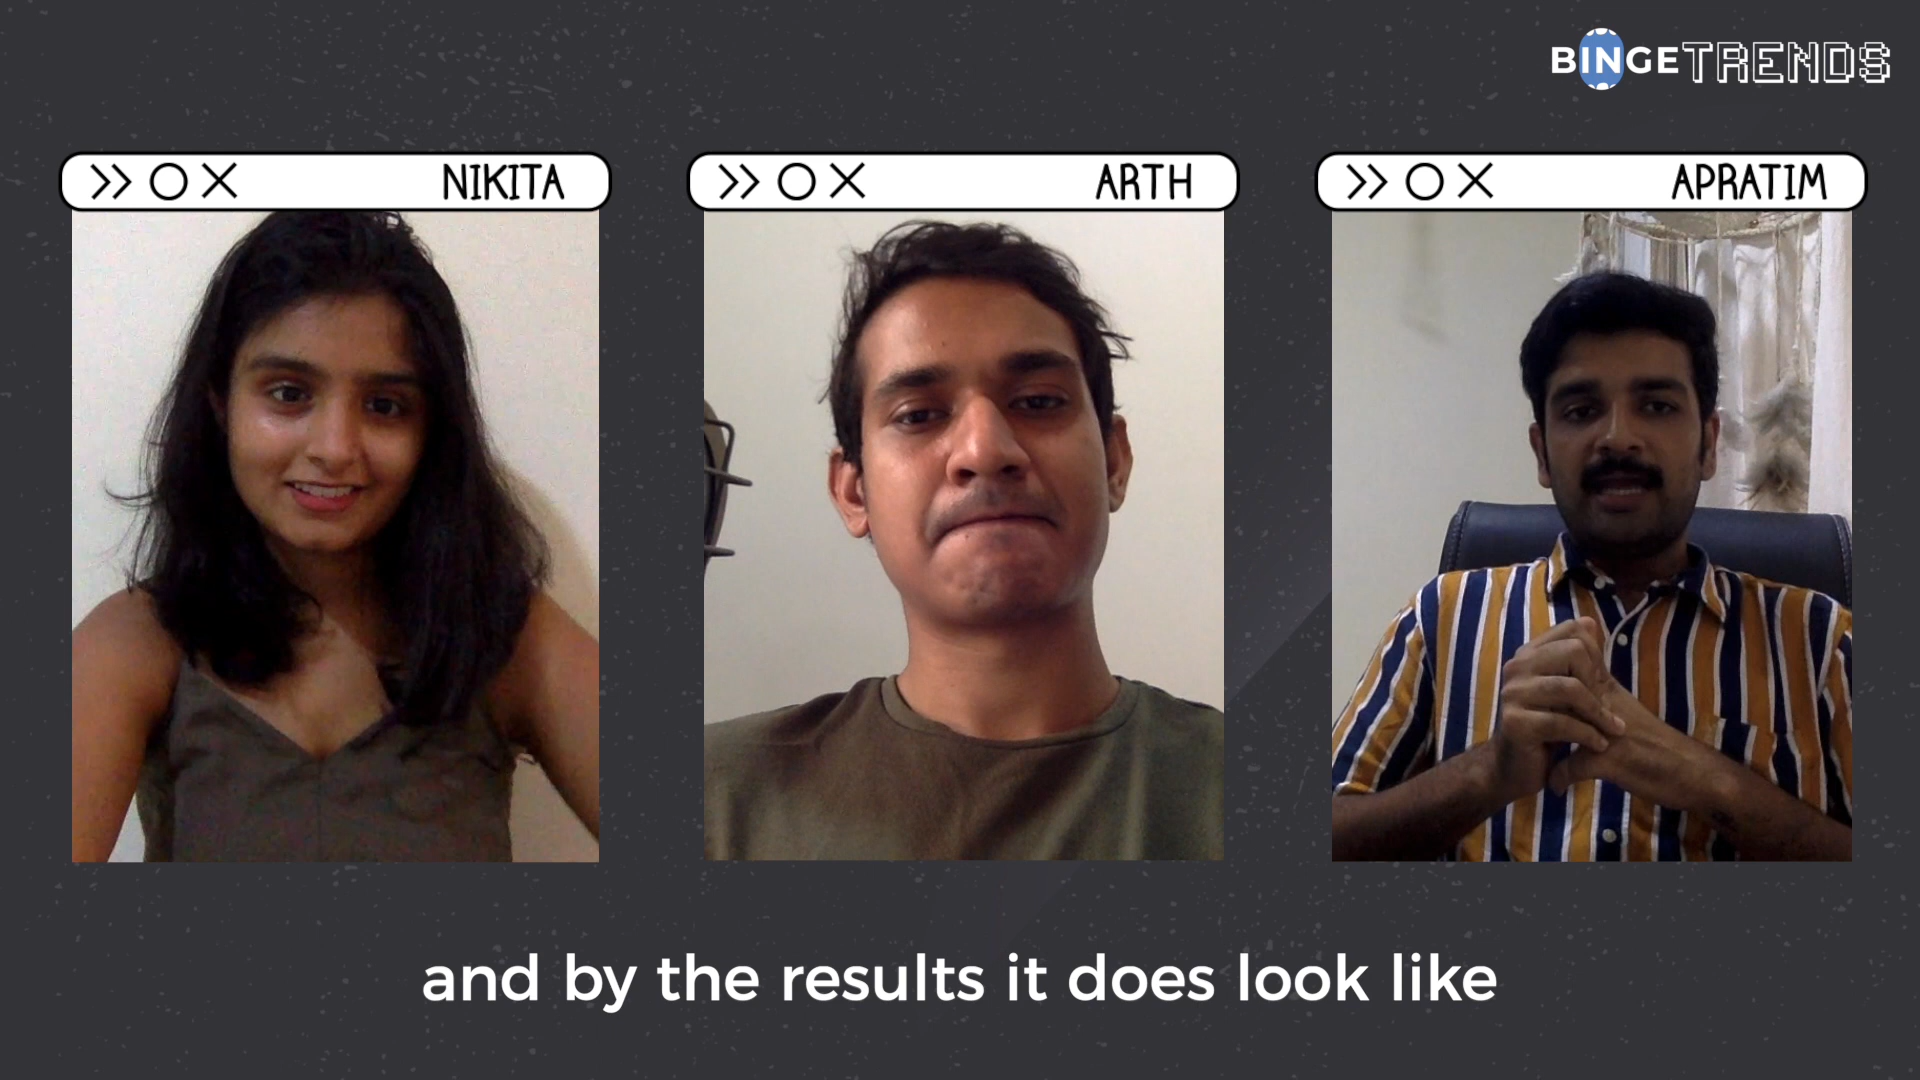 BINGETRENDS
NIKITA
ARTH
APRATIM
and by the results it does look like